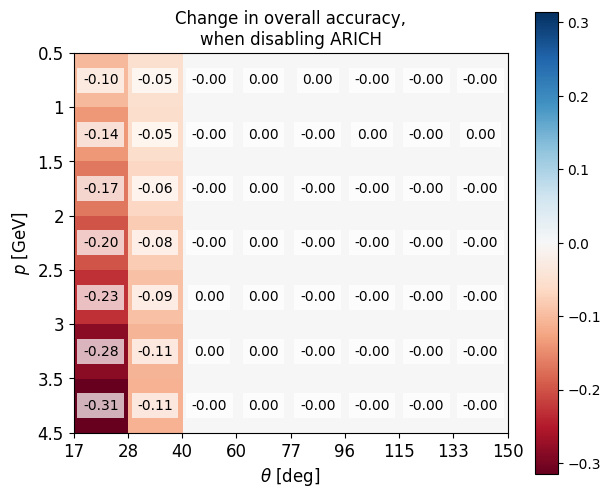 Change in overall accuracy,
when disabling ARICH
0.5
-0.10 -0.05 -0.00 0.00 0.00 -0.00 -0.00 -0.00
1
-0.14 -0.05 -0.00 0.00 -0.00 0.00 -0.00 0.00
1.5
-0.17 -0.06 -0.00 0.00 -0.00 -0.00 -0.00 -0.00
2
-0.20 -0.08 -0.00 0.00 -0.00 -0.00 -0.00 -0.00
2.5
-0.23 -0.09 0.00 0.00 -0.00 -0.00 -0.00 -0.00
3
-0.28 -0.11 0.00 0.00 -0.00 -0.00 -0.00 -0.00
3.5
-0.31 -0.11 -0.00 0.00 -0.00 -0.00 -0.00 -0.00
4.5
p [GeV]
17 28 40 60 77 96 115 133 150
θ [deg]
0.3
0.2
0.1
0.0
−0.1
−0.2
−0.3